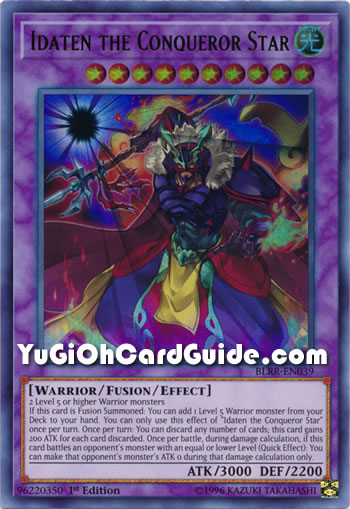 IDATEN THE CONQUEROR STAR
光
YuGiOhCardGuide.com
BLRR-EN039
[WARRIOR/FUSION/EFFECT]
2 Level 5 or higher Warrior monsters
If this card is Fusion Summoned: You can add 1 Level 5 Warrior monster from your
Deck to your hand. You can only use this effect of "Idaten the Conqueror Star"
once per turn. Once per turn: You can discard any number of cards; this card gains
200 ATK for each card discarded. Once per battle, during damage calculation, if this
card battles an opponent's monster with an equal or lower Level (Quick Effect): You
can make that opponent's monster's ATK 0 during that damage calculation only.
ATK/3000 DEF/2200
96220350 1st Edition ©1996 KAZUKI TAKAHASHI